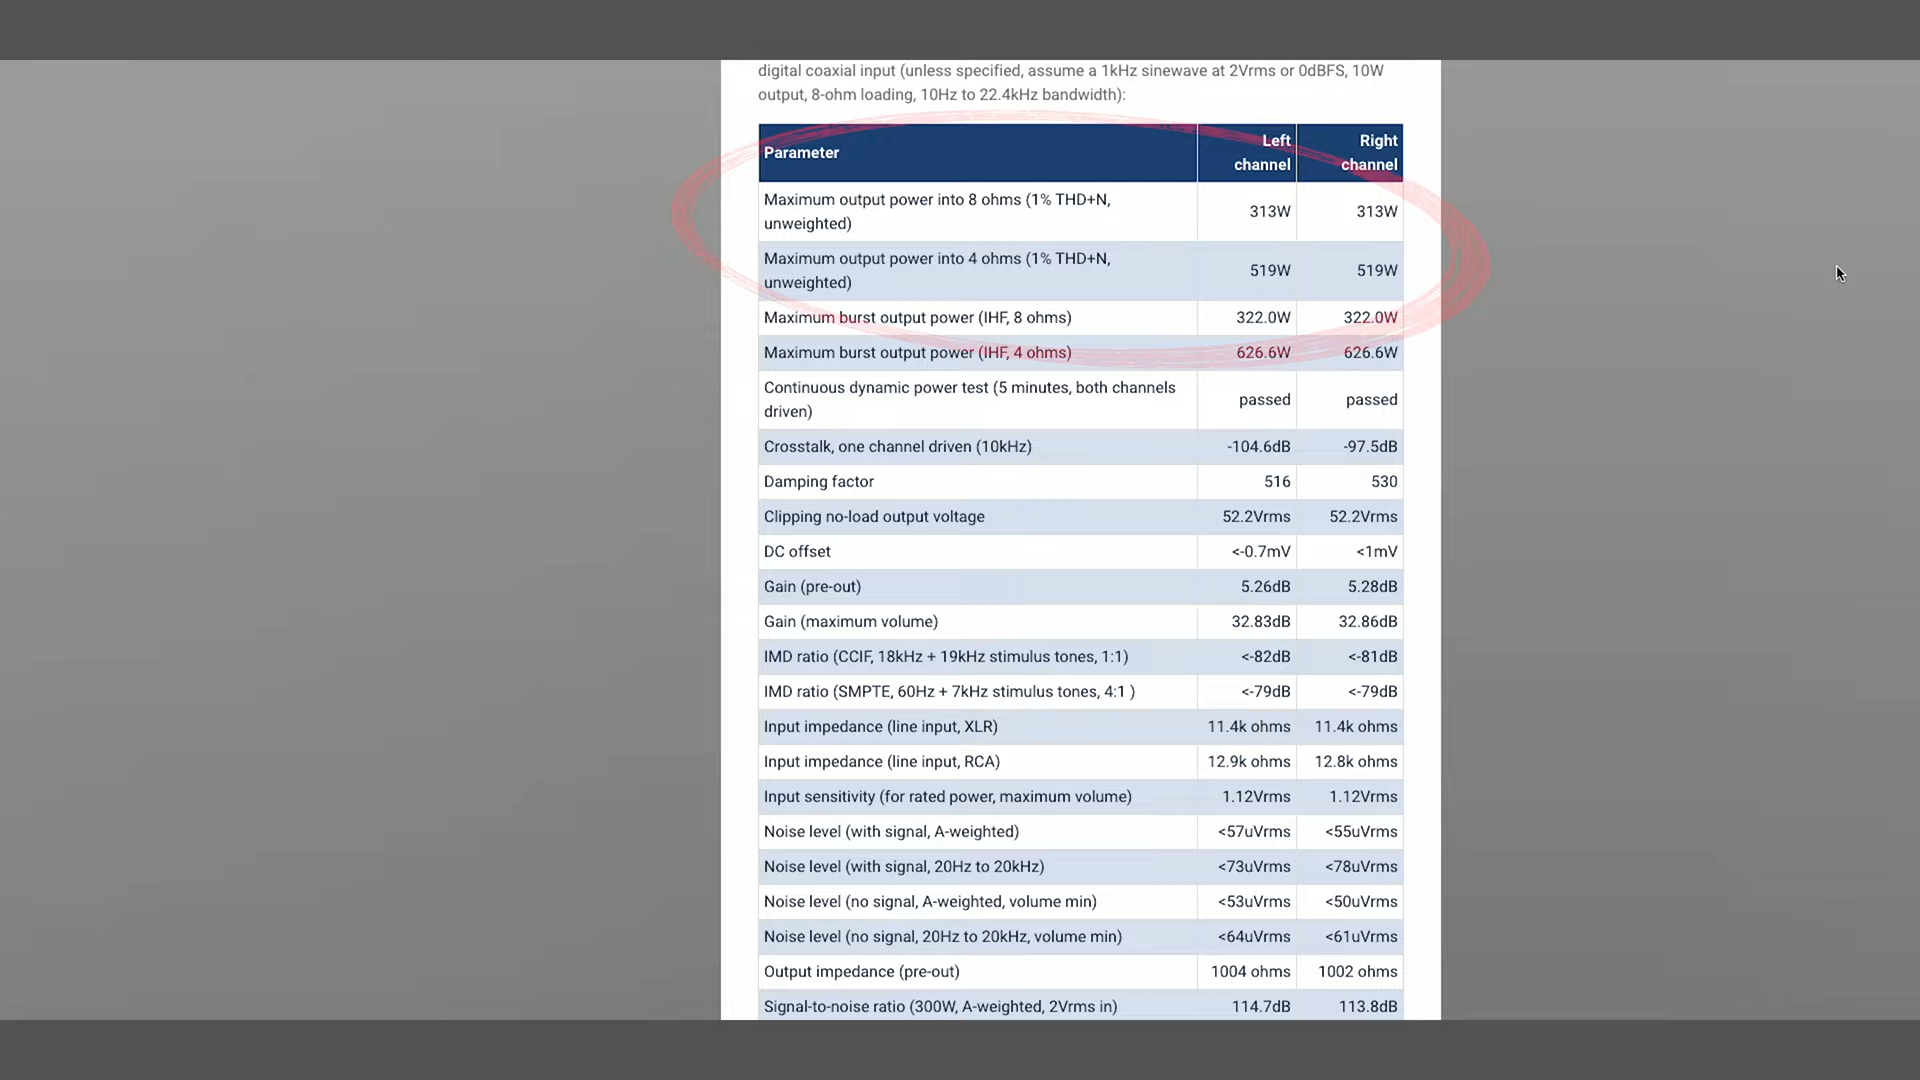 digital coaxial input (unless specified, assume a 1kHz sinewave at 2Vrms or 0dBFS, 10W
output, 8-ohm loading, 10Hz to 22.4kHz bandwidth):
Parameter Left channel Right channel
Maximum output power into 8 ohms (1% THD+N, unweighted) 313W 313W
Maximum output power into 4 ohms (1% THD+N, unweighted) 519W 519W
Maximum burst output power (IHF, 8 ohms) 322.0W 322.0W
Maximum burst output power (IHF, 4 ohms) 626.6W 626.6W
Continuous dynamic power test (5 minutes, both channels driven) passed passed
Crosstalk, one channel driven (10kHz) -104.6dB -97.5dB
Damping factor 516 530
Clipping no-load output voltage 52.2Vrms 52.2Vrms
DC offset <-0.7mV <1mV
Gain (pre-out) 5.26dB 5.28dB
Gain (maximum volume) 32.83dB 32.86dB
IMD ratio (CCIF, 18kHz + 19kHz stimulus tones, 1:1) <-82dB <-81dB
IMD ratio (SMPTE, 60Hz + 7kHz stimulus tones, 4:1 ) <-79dB <-79dB
Input impedance (line input, XLR) 11.4k ohms 11.4k ohms
Input impedance (line input, RCA) 12.9k ohms 12.8k ohms
Input sensitivity (for rated power, maximum volume) 1.12Vrms 1.12Vrms
Noise level (with signal, A-weighted) <57uVrms <55uVrms
Noise level (with signal, 20Hz to 20kHz) <73uVrms <78uVrms
Noise level (no signal, A-weighted, volume min) <53uVrms <50uVrms
Noise level (no signal, 20Hz to 20kHz, volume min) <64uVrms <61uVrms
Output impedance (pre-out) 1004 ohms 1002 ohms
Signal-to-noise ratio (300W, A-weighted, 2Vrms in) 114.7dB 113.8dB